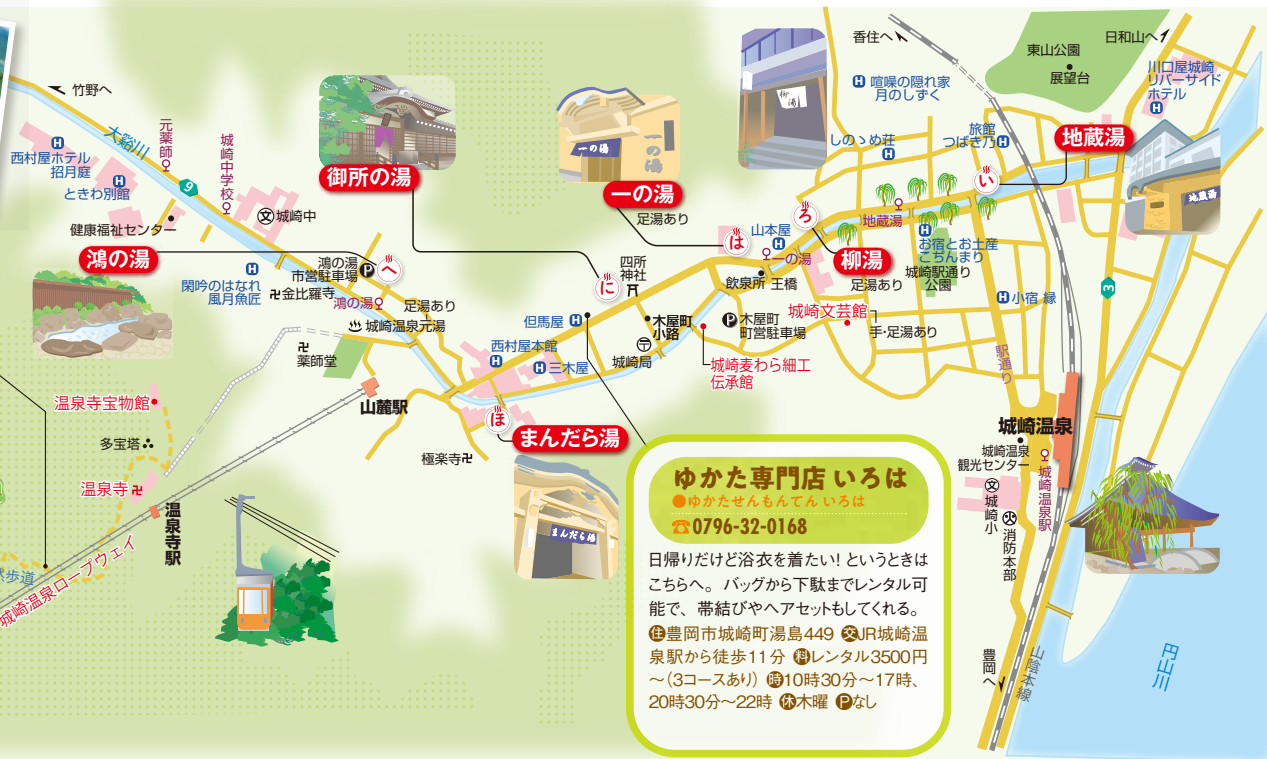 竹野へ
大谿川
元薬師
9
西村屋ホテル
招月庭
ときわ別館
城崎中学校
文 城崎中
健康福祉センター
鴻の湯
閑吟のはなれ
風月魚匠
鴻の湯
市営駐車場
P
へ
金比羅寺
鴻の湯
足湯あり
城崎温泉元湯
薬師堂
御所の湯
に
四所
神社
一の湯
一の湯
一の湯
足湯あり
は
山本屋
一の湯
飲泉所
王橋
柳湯
ろ
柳湯
足湯あり
香住へ
喧噪の隠れ家
月のしずく
しのゝめ荘
旅館
つばき乃
い
地蔵湯
地蔵湯
地蔵湯
東山公園
展望台
日和山へ
川口屋城崎
リバーサイド
ホテル
お宿とお土産
こぢんまり
城崎駅通り
公園
小宿 縁
3
城崎文芸館
手・足湯あり
P
木屋町
町営駐車場
城崎麦わら細工
伝承館
木屋町
小路
城崎局
但馬屋
西村屋本館
三木屋
ほ
まんだら湯
まんだら湯
極楽寺
山麓駅
温泉寺宝物館
多宝塔
温泉寺
温泉寺駅
城崎温泉ロープウェイ
歩道
駅通り
城崎温泉
城崎温泉
観光センター
城崎温泉駅
文 城崎小
火 消防本部
豊岡へ
山陰本線
円山川
ゆかた専門店 いろは
●ゆかたせんもんてん いろは
☎0796-32-0168
日帰りだけど浴衣を着たい! というときは
こちらへ。バッグから下駄までレンタル可
能で、帯結びやヘアセットもしてくれる。
住豊岡市城崎町湯島449 交JR城崎温
泉駅から徒歩11分 料レンタル3500円
～(3コースあり) 時10時30分～17時、
20時30分～22時 休木曜 Pなし